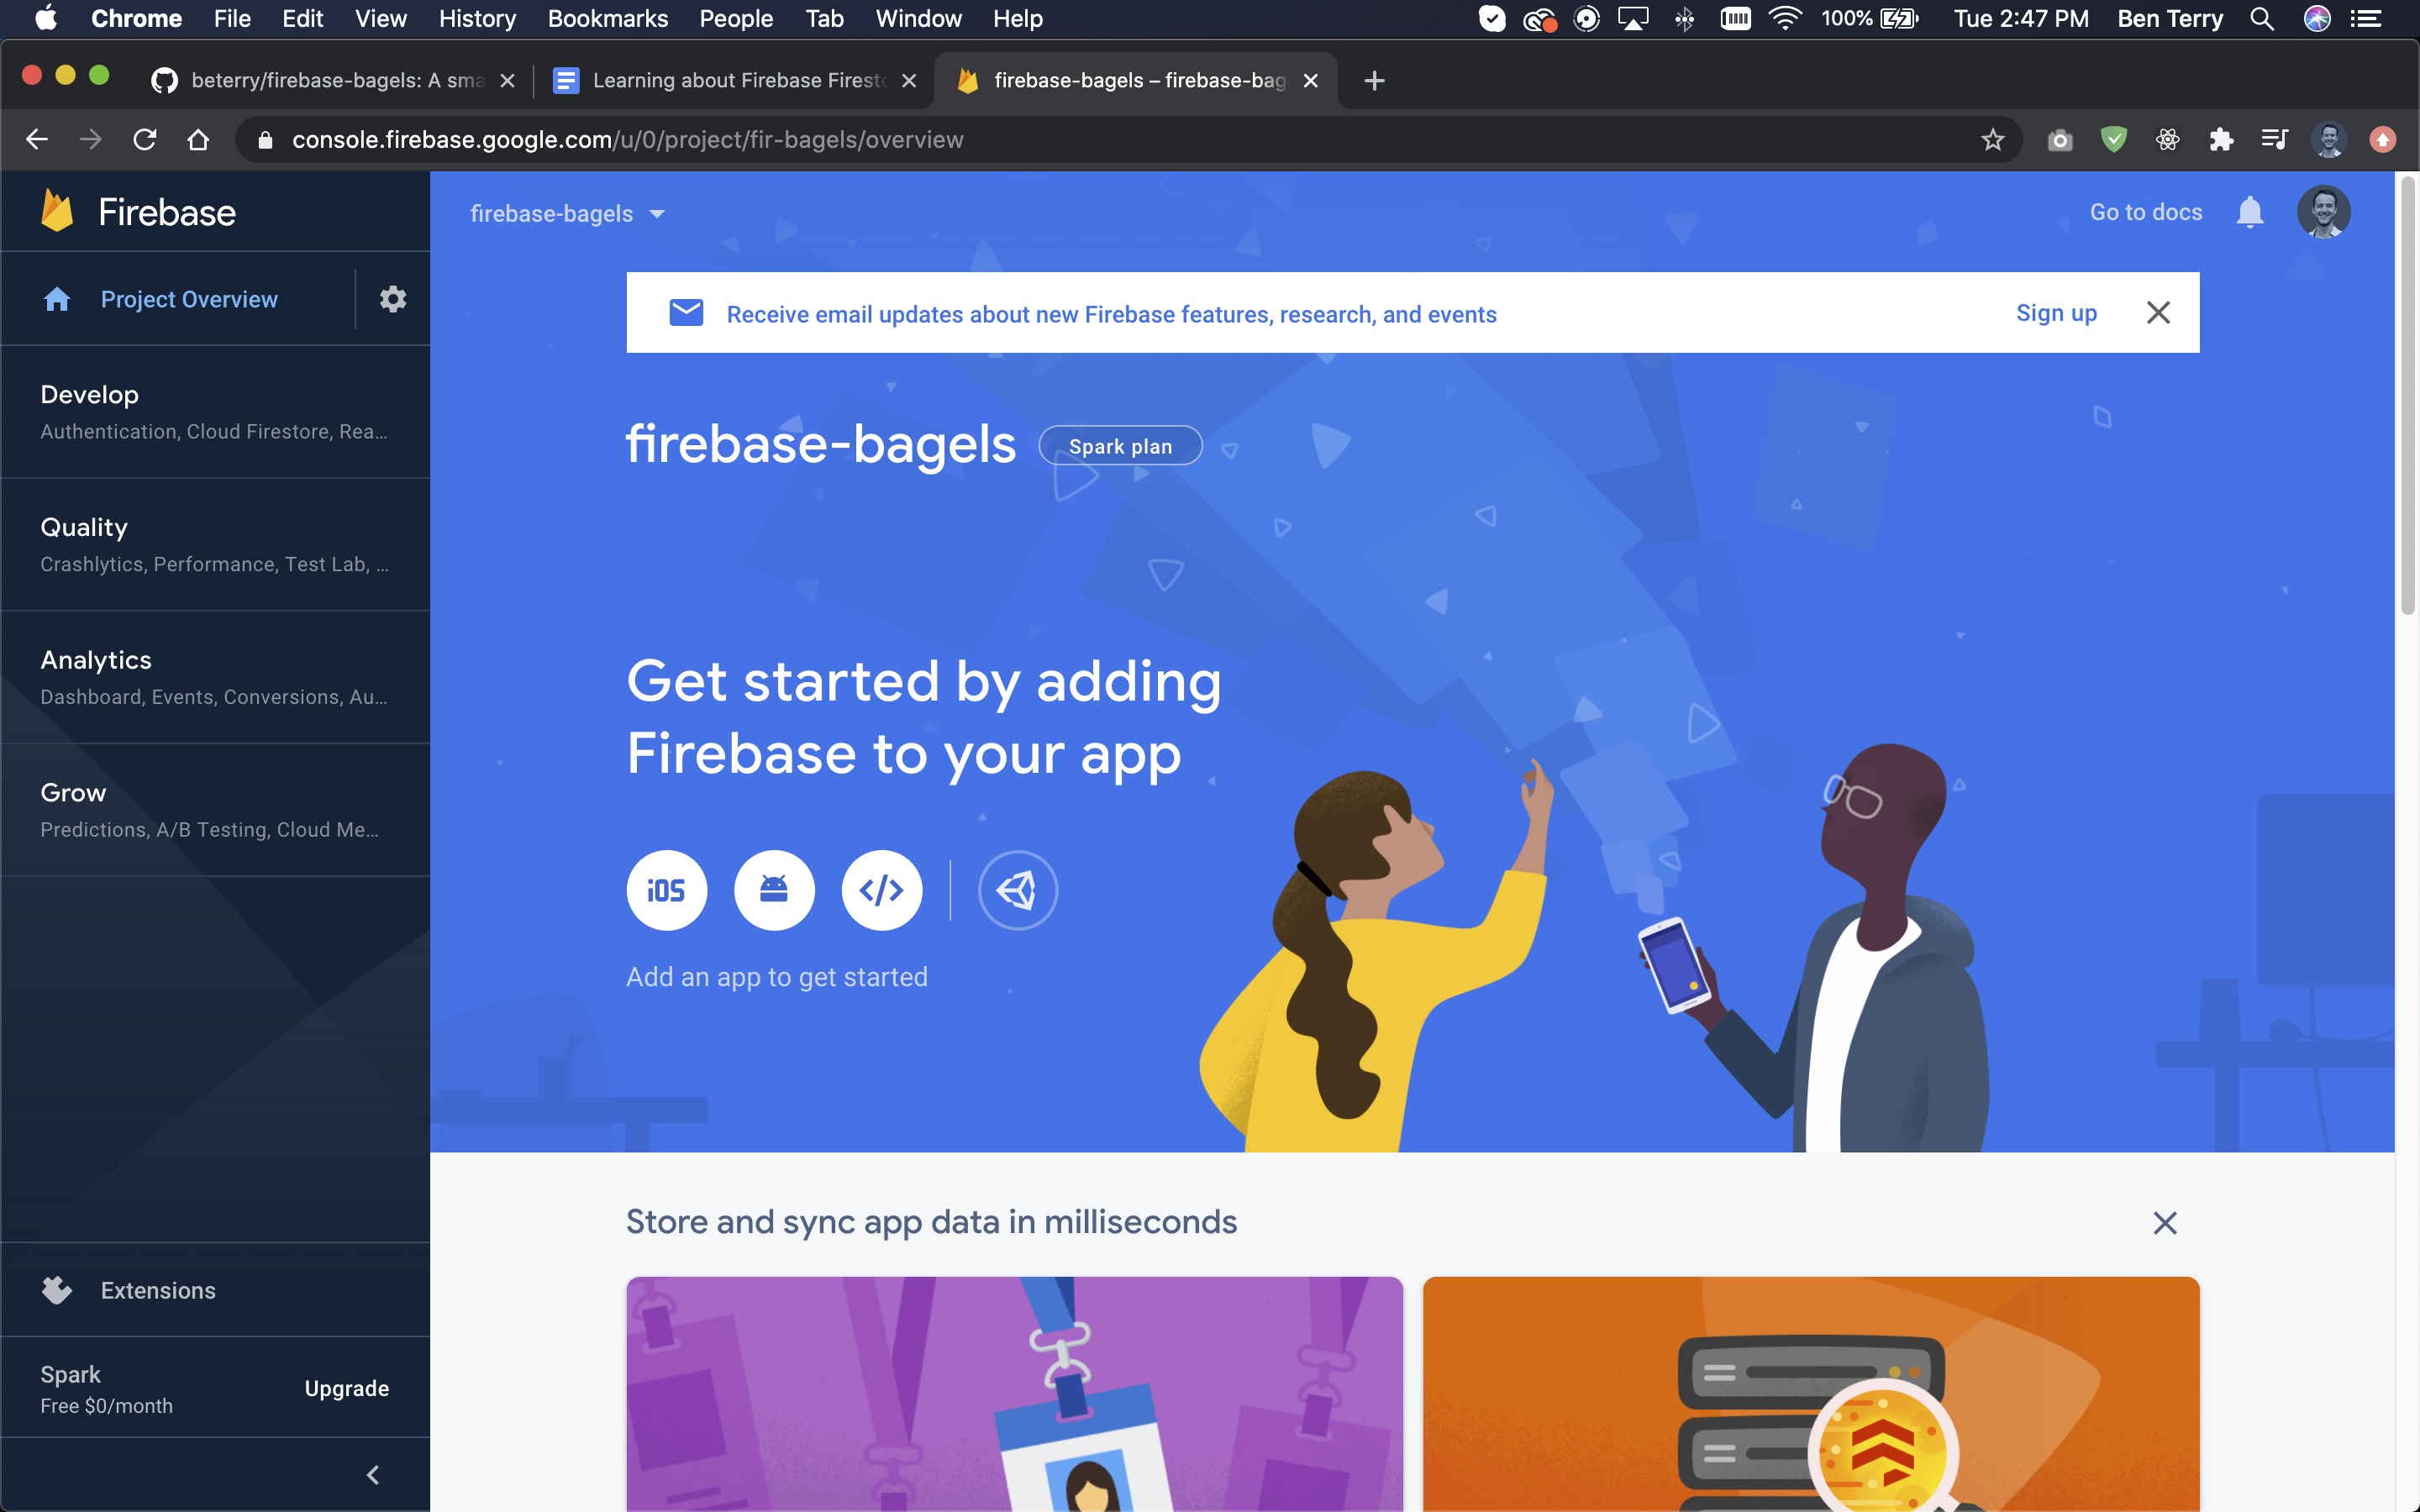 Chrome File Edit View History Bookmarks People Tab Window Help 100% Tue 2:47 PM Ben Terry
beterry/firebase-bagels: A sma Learning about Firebase Firesto firebase-bagels – firebase-bag
console.firebase.google.com/u/0/project/fir-bagels/overview
Firebase
firebase-bagels
Go to docs
Project Overview
Receive email updates about new Firebase features, research, and events
Sign up
Develop
Authentication, Cloud Firestore, Rea...
firebase-bagels
Spark plan
Quality
Crashlytics, Performance, Test Lab, ...
Analytics
Dashboard, Events, Conversions, Au...
Get started by adding
Firebase to your app
Grow
Predictions, A/B Testing, Cloud Me...
iOS
</>
Add an app to get started
Store and sync app data in milliseconds
Extensions
Spark
Free $0/month
Upgrade